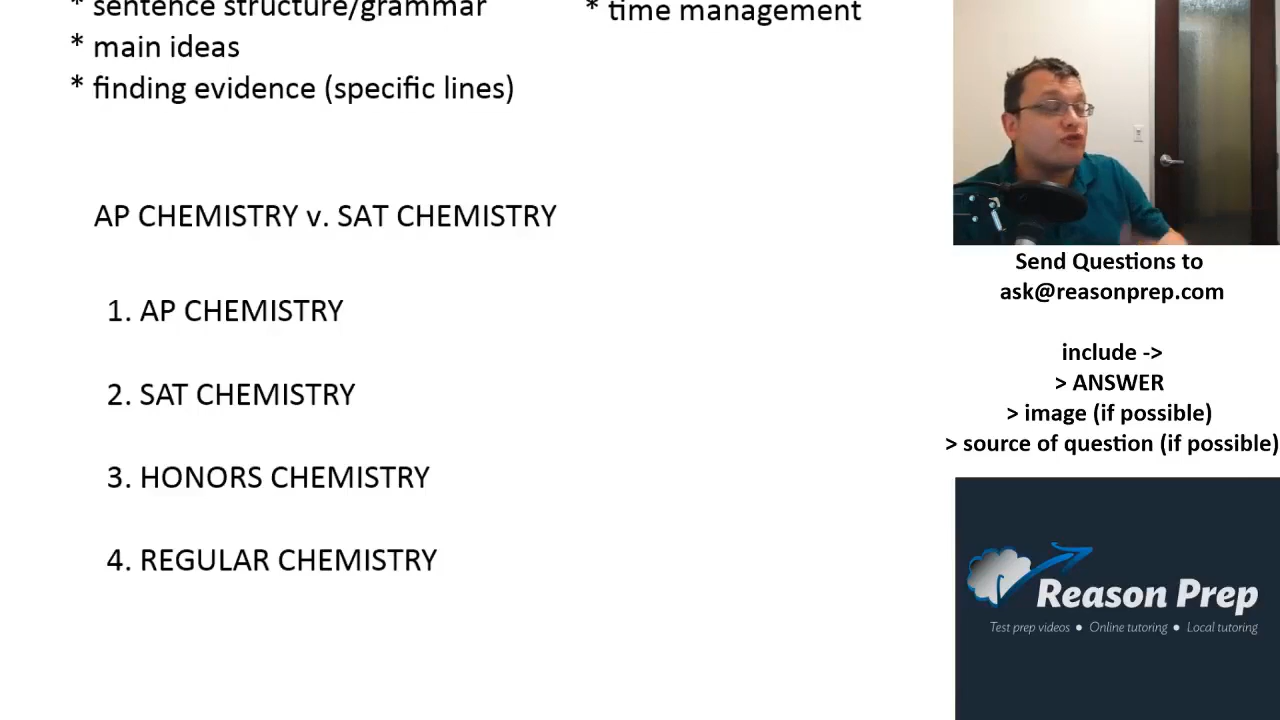 * sentence structure/grammar
* time management
* main ideas
* finding evidence (specific lines)
AP CHEMISTRY v. SAT CHEMISTRY
1. AP CHEMISTRY
2. SAT CHEMISTRY
3. HONORS CHEMISTRY
4. REGULAR CHEMISTRY
Send Questions to
ask@reasonprep.com
include ->
> ANSWER
> image (if possible)
> source of question (if possible)
Reason Prep
Test prep videos ● Online tutoring ● Local tutoring